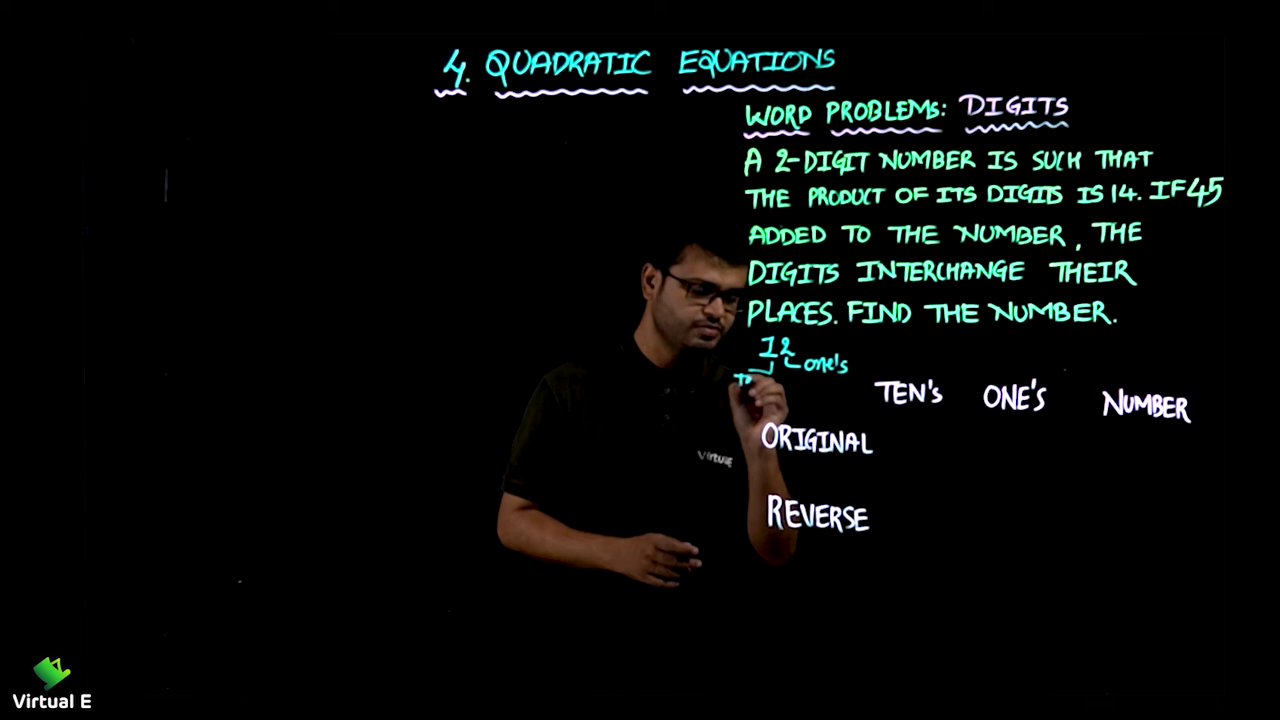 4. QUADRATIC EQUATIONS
WORD PROBLEMS: DIGITS
A 2-DIGIT NUMBER IS SUCH THAT
THE PRODUCT OF ITS DIGITS IS 14. IF 45
ADDED TO THE NUMBER, THE
DIGITS INTERCHANGE THEIR
PLACES. FIND THE NUMBER.
12
one's
TEN'S ONE'S NUMBER
ORIGINAL
VirtualE
REVERSE
Virtual E